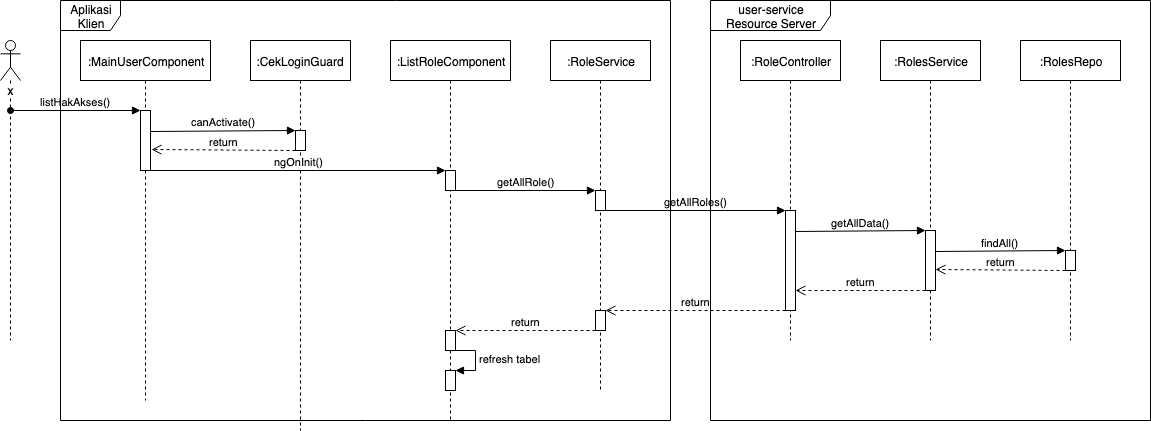 Aplikasi
Klien
user-service
Resource Server
:MainUserComponent
:CekLoginGuard
:ListRoleComponent
:RoleService
:RoleController
:RolesService
:RolesRepo
x
listHakAkses()
canActivate()
return
ngOnInit()
getAllRole()
getAllRoles()
getAllData()
findAll()
return
return
return
return
refresh tabel